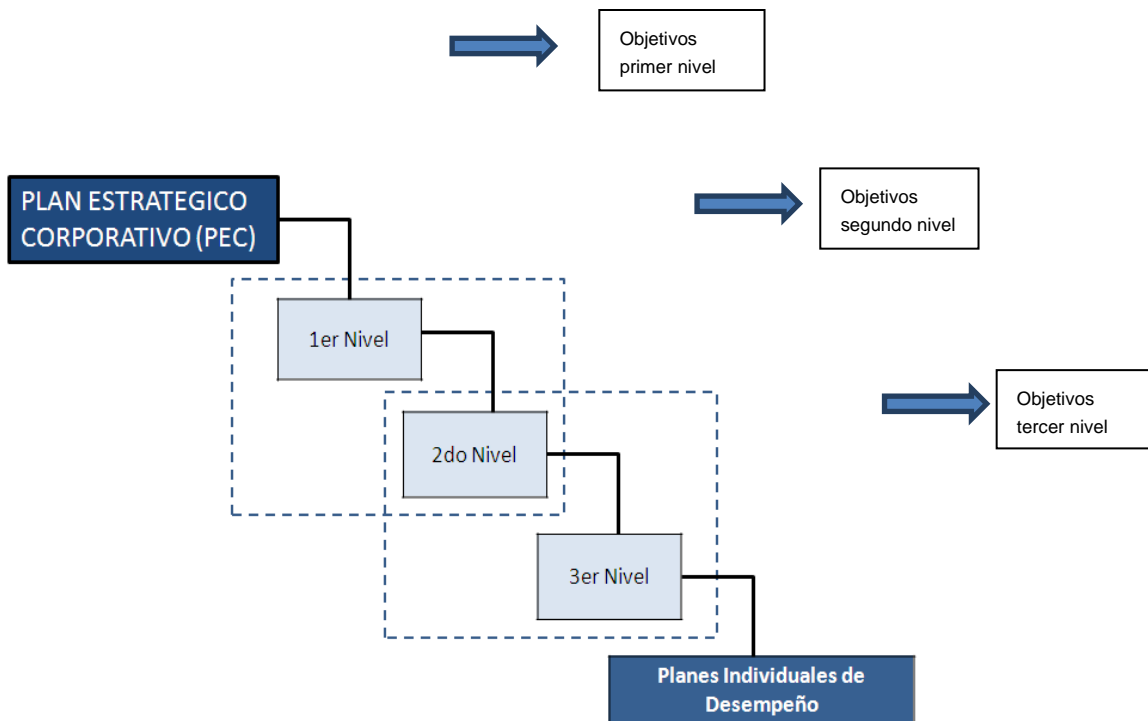 Objetivos
primer nivel
PLAN ESTRATEGICO
CORPORATIVO (PEC)
Objetivos
segundo nivel
1er Nivel
Objetivos
tercer nivel
2do Nivel
3er Nivel
Planes Individuales de
Desempeño